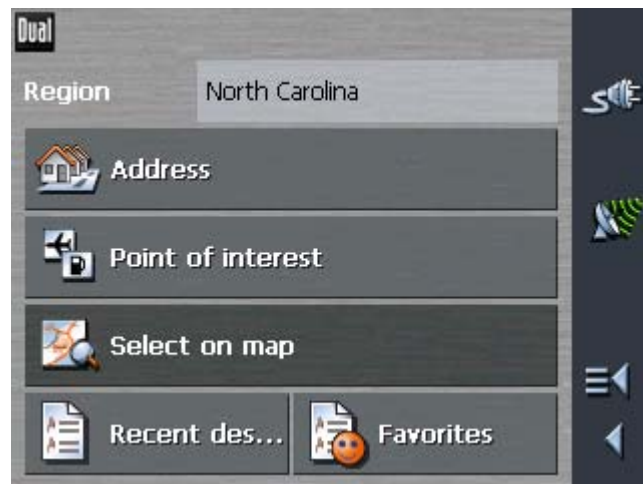 Dual
Region North Carolina
Address
Point of interest
Select on map
Recent des... Favorites